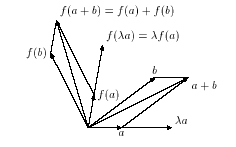 f(a + b) = f(a) + f(b)
f(λa) = λf(a)
f(b)
b
a + b
f(a)
λa
a